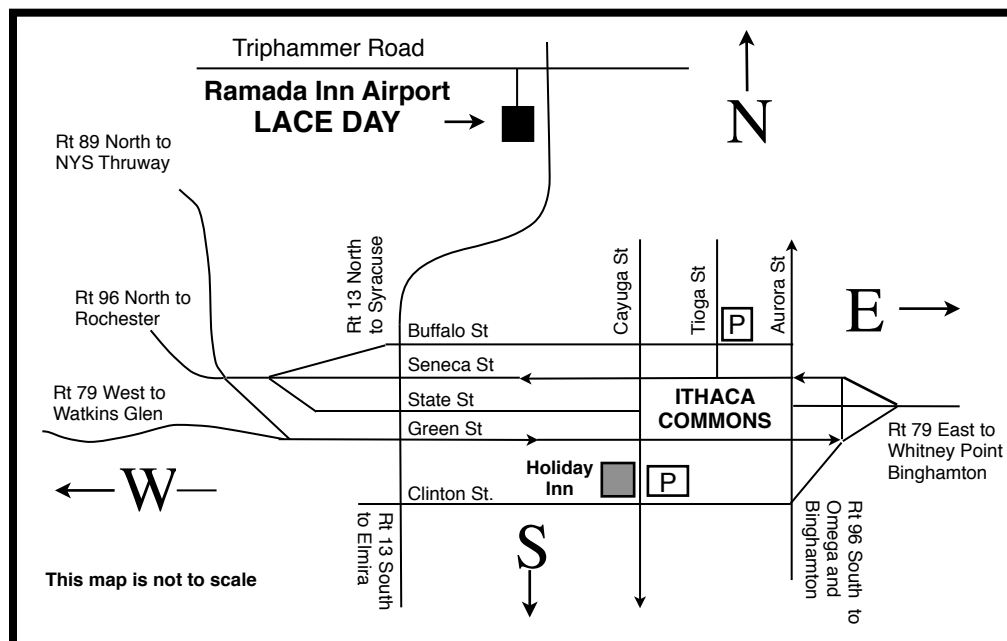 Triphammer Road
Ramada Inn Airport
LACE DAY
N
Rt 89 North to
NYS Thruway
Rt 13 North
to Syracuse
Cayuga St
Tioga St
Aurora St
E
Rt 96 North to
Rochester
P
Buffalo St
Seneca St
Rt 79 West to
Watkins Glen
State St
ITHACA
COMMONS
Green St
Rt 79 East to
Whitney Point
Binghamton
Holiday
Inn
P
W
Clinton St.
Rt 13 South
to Elmira
S
Rt 96 South to
Omega and
Binghamton
This map is not to scale